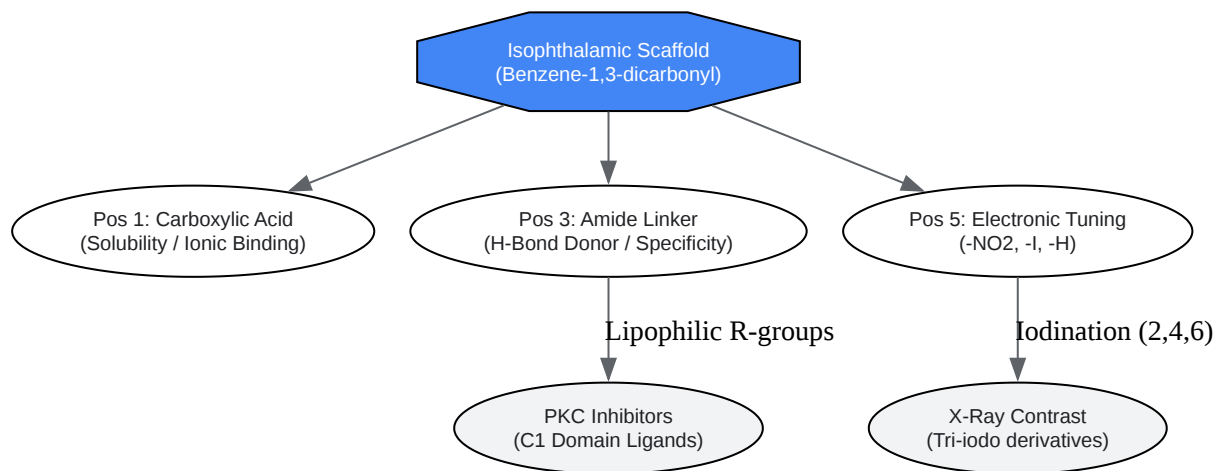 Isophthalamic Scaffold
(Benzene-1,3-dicarbonyl)
Pos 1: Carboxylic Acid
(Solubility / Ionic Binding)
Pos 3: Amide Linker
(H-Bond Donor / Specificity)
Pos 5: Electronic Tuning
(-NO2, -I, -H)
Lipophilic R-groups
Iodination (2,4,6)
PKC Inhibitors
(C1 Domain Ligands)
X-Ray Contrast
(Tri-iodo derivatives)